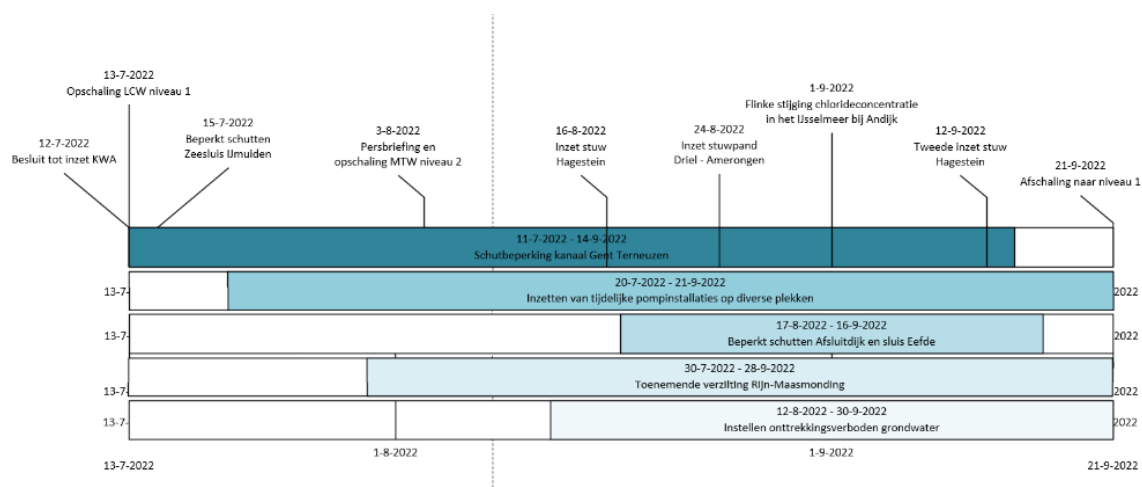 13-7-2022
Opschaling LCW niveau 1
12-7-2022
Besluit tot inzet KWA
15-7-2022
Beperkt schutten
Zeesluis IJmuiden
3-8-2022
Persbriefing en
opschaling MTW niveau 2
16-8-2022
Inzet stuw
Hagestein
24-8-2022
Inzet stuwpand
Driel - Amerongen
1-9-2022
Flinke stijging chlorideconcentratie
in het IJsselmeer bij Andijk
12-9-2022
Tweede inzet stuw
Hagestein
21-9-2022
Afschaling naar niveau 1
11-7-2022 - 14-9-2022
Schutbeperking kanaal Gent Terneuzen
13-7-
20-7-2022 - 21-9-2022
Inzetten van tijdelijke pompinstallaties op diverse plekken
2022
13-7-
17-8-2022 - 16-9-2022
Beperkt schutten Afsluitdijk en sluis Eefde
2022
13-7-
30-7-2022 - 28-9-2022
Toenemende verzilting Rijn-Maasmonding
2022
13-7-
12-8-2022 - 30-9-2022
Instellen onttrekkingsverboden grondwater
2022
13-7-2022
1-8-2022
1-9-2022
21-9-2022